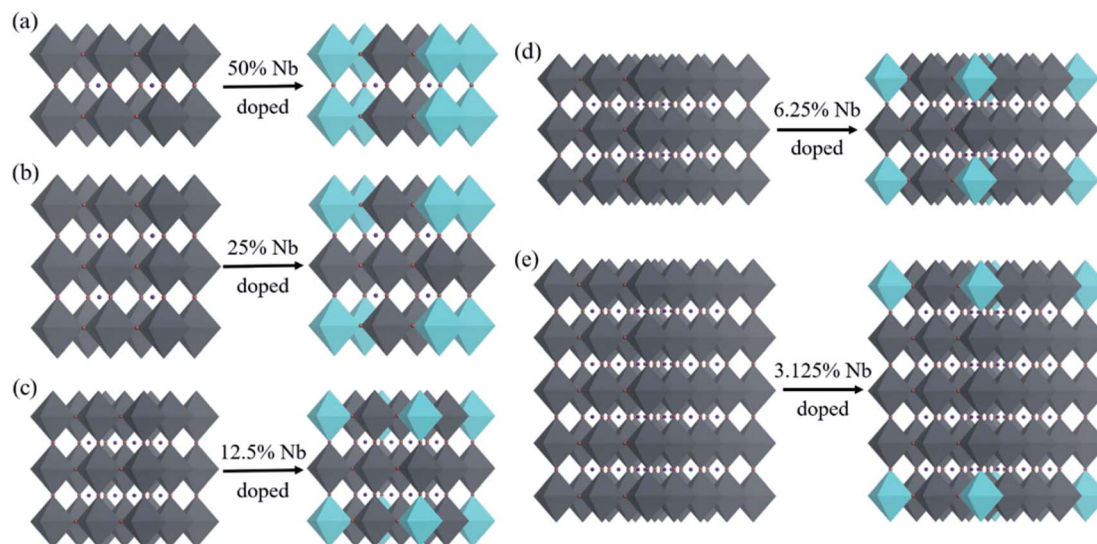 (a)
50% Nb
doped
(b)
25% Nb
doped
(c)
12.5% Nb
doped
(d)
6.25% Nb
doped
(e)
3.125% Nb
doped